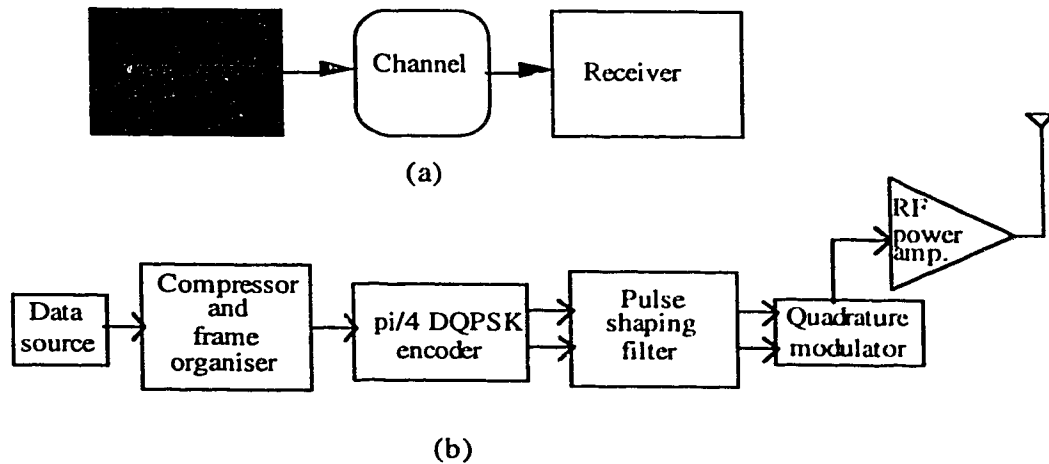 Channel
Receiver
(a)
Data
source
Compressor
and
frame
organiser
pi/4 DQPSK
encoder
Pulse
shaping
filter
Quadrature
modulator
RF
power
amp.
(b)